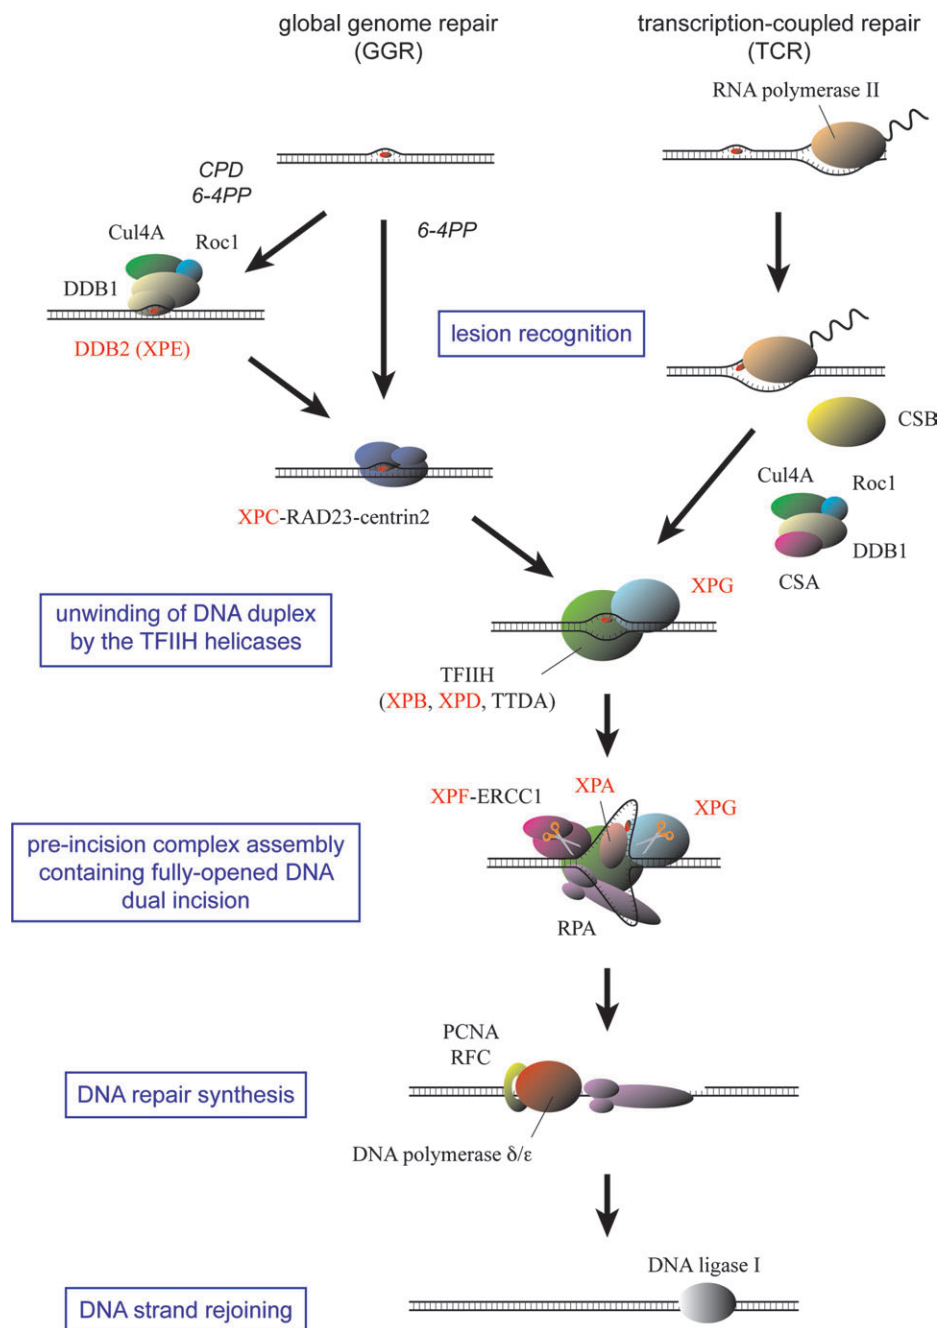 global genome repair
(GGR)
transcription-coupled repair
(TCR)
RNA polymerase II
CPD
6-4PP
6-4PP
Cul4A
Roc1
DDB1
DDB2 (XPE)
lesion recognition
CSB
XPC-RAD23-centrin2
Cul4A
Roc1
DDB1
CSA
unwinding of DNA duplex
by the TFIIH helicases
XPG
TFIIH
(XPB, XPD, TTDA)
XPF-ERCC1
XPA
XPG
pre-incision complex assembly
containing fully-opened DNA
dual incision
RPA
PCNA
RFC
DNA repair synthesis
DNA polymerase δ/ε
DNA ligase I
DNA strand rejoining